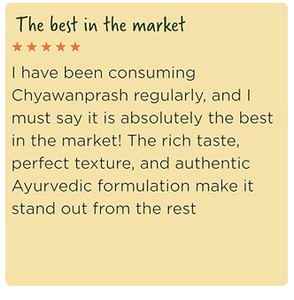 The best in the market
I have been consuming
Chyawanprash regularly, and I
must say it is absolutely the best
in the market! The rich taste,
perfect texture, and authentic
Ayurvedic formulation make it
stand out from the rest